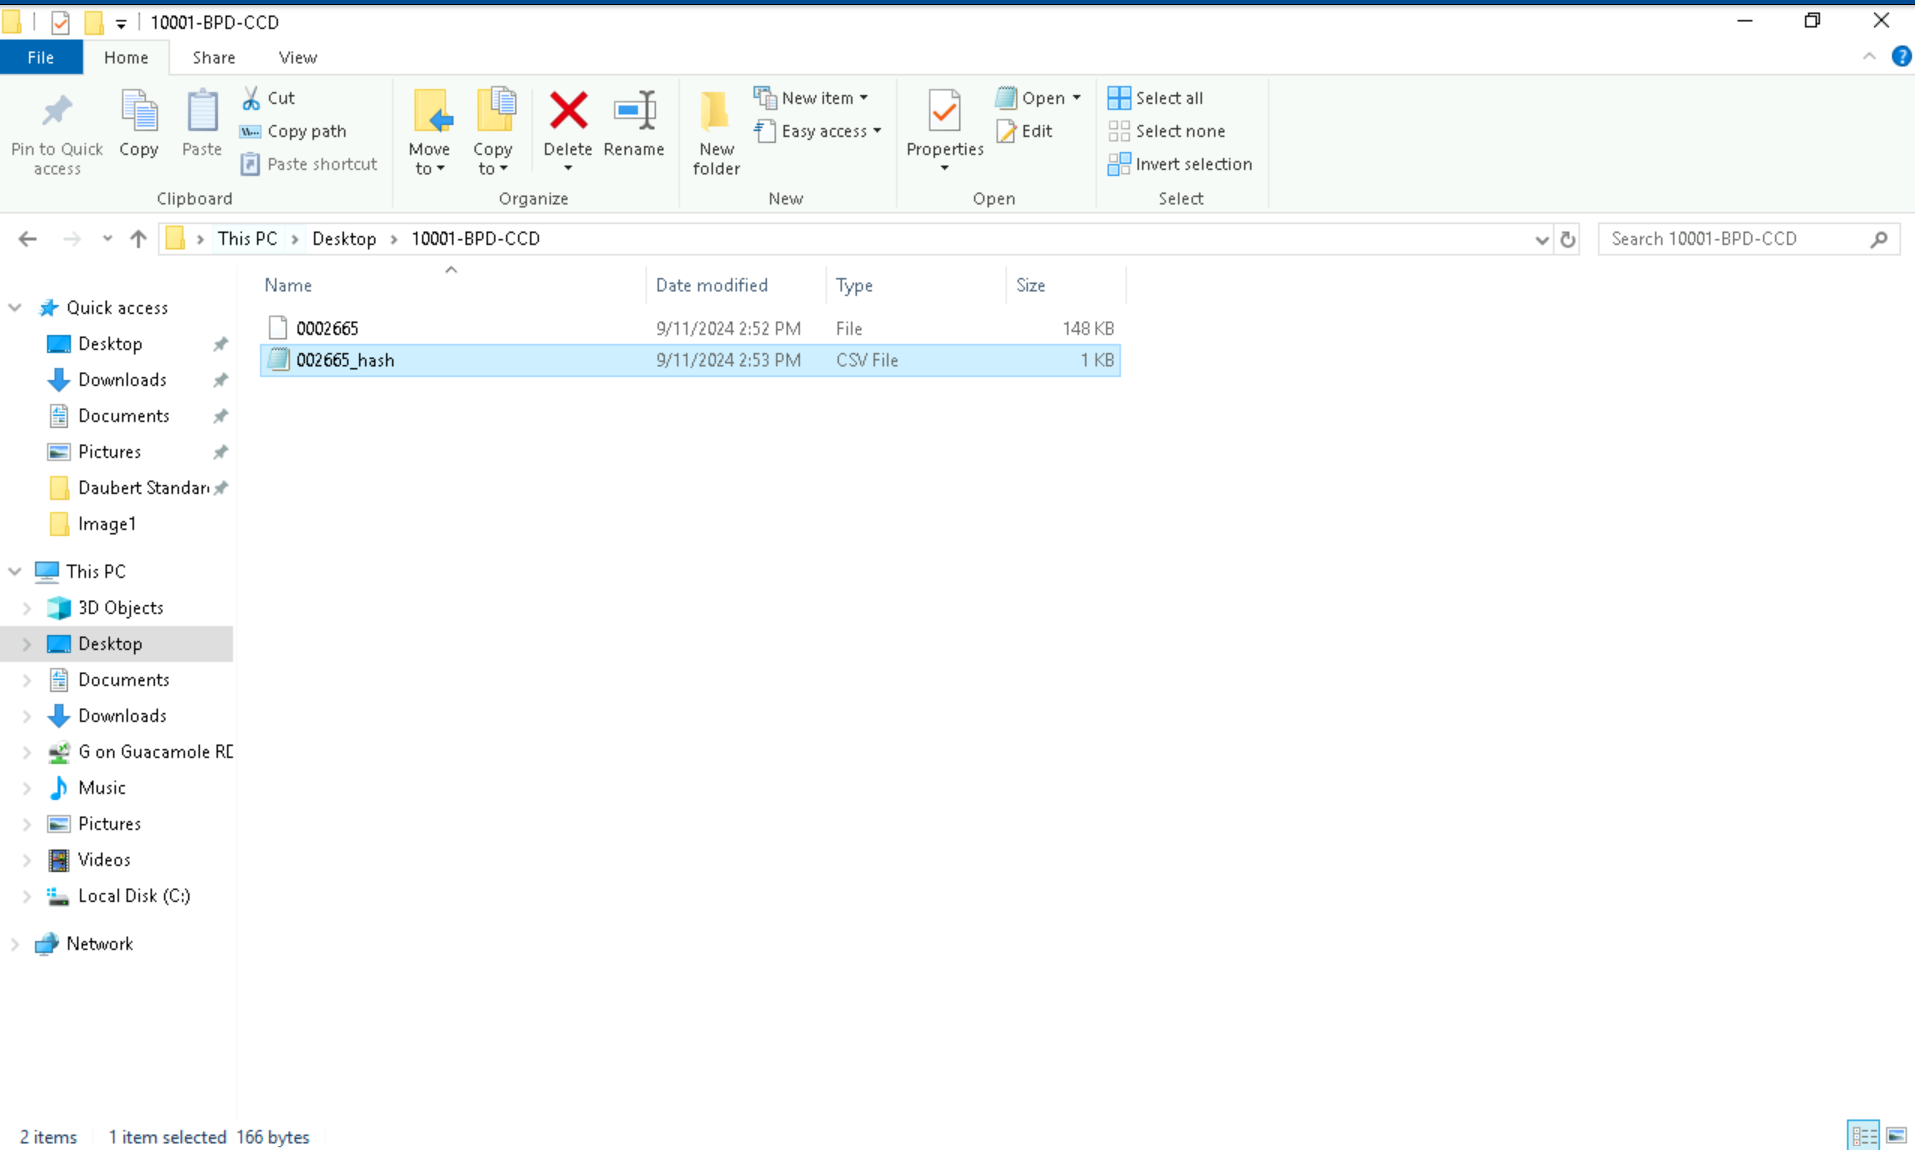 10001-BPD-CCD
File Home Share View
Pin to Quick access
Copy
Paste
Cut
Copy path
Paste shortcut
Clipboard
Move to
Copy to
Delete
Rename
Organize
New folder
New item
Easy access
New
Properties
Open
Edit
Open
Select all
Select none
Invert selection
Select
This PC Desktop 10001-BPD-CCD
Search 10001-BPD-CCD
Name Date modified Type Size
0002665 9/11/2024 2:52 PM File 148 KB
002665_hash 9/11/2024 2:53 PM CSV File 1 KB
Quick access
Desktop
Downloads
Documents
Pictures
Daubert Standar
Image1
This PC
3D Objects
Desktop
Documents
Downloads
G on Guacamole RD
Music
Pictures
Videos
Local Disk (C:)
Network
2 items 1 item selected 166 bytes